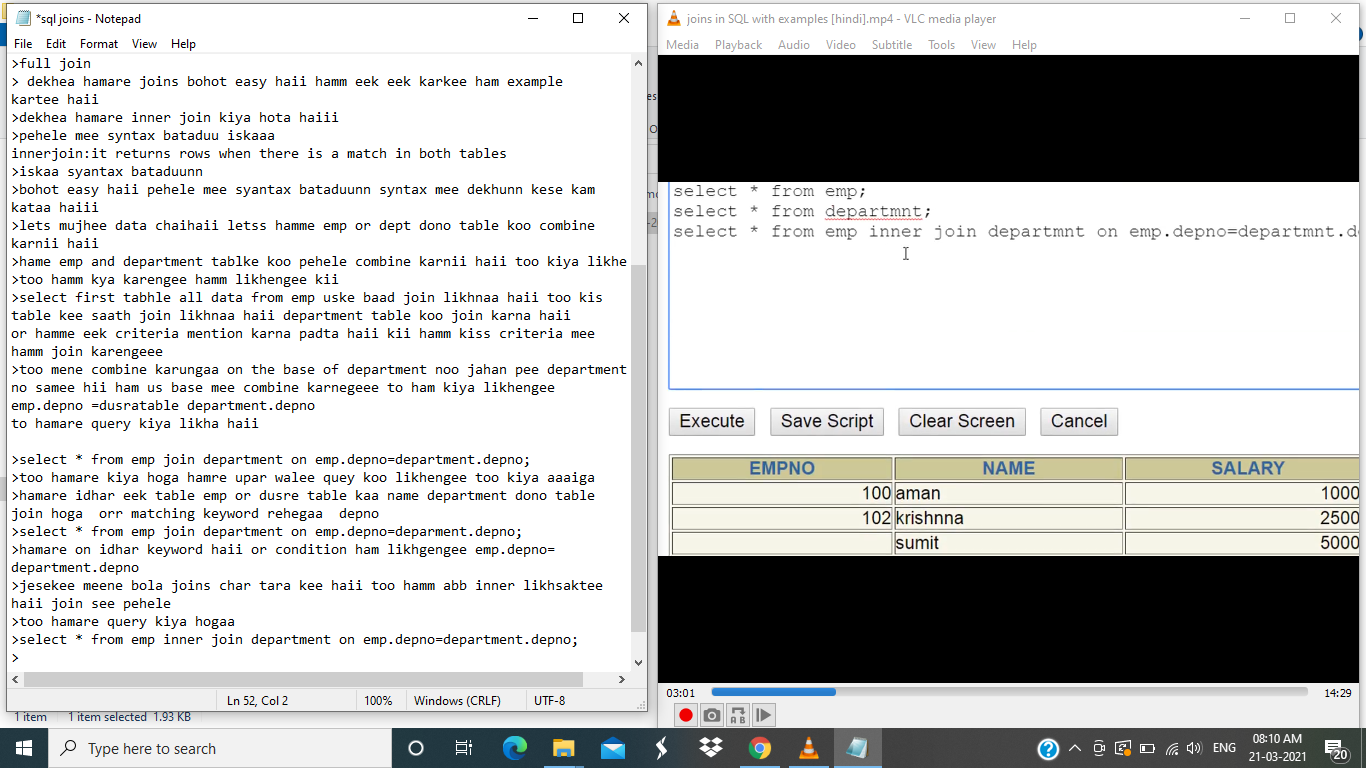 *sql joins - Notepad
File Edit Format View Help
>full join
> dekhea hamare joins bohot easy haii hamm eek eek karkee ham example
kartee haii
>dekhea hamare inner join kiya hota haiii
>pehele mee syntax bataduu iskaaa
innerjoin:it returns rows when there is a match in both tables
>iskaa syantax bataduunn
>bohot easy haii pehele mee syantax bataduunn syntax mee dekhunn kese kam
kataa haiii
>lets mujhee data chaihaii letss hamme emp or dept dono table koo combine
karnii haii
>hame emp and department tablke koo pehele combine karnii haii too kiya likhe
>too hamm kya karengee hamm likhengee kii
>select first tabhle all data from emp uske baad join likhnaa haii too kis
table kee saath join likhnaa haii department table koo join karna haii
or hamme eek criteria mention karna padta haii kii hamm kiss criteria mee
hamm join karengeee
>too mene combine karungaa on the base of department noo jahan pee department
no samee hii ham us base mee combine karnegeee to ham kiya likhengee
emp.depno =dusratable department.depno
to hamare query kiya likha haii
>select * from emp join department on emp.depno=department.depno;
>too hamare kiya hoga hamre upar walee quey koo likhengee too kiya aaaiga
>hamare idhar eek table emp or dusre table kaa name department dono table
join hoga  orr matching keyword rehegaa  depno
>select * from emp join department on emp.depno=deparment.depno;
>hamare on idhar keyword haii or condition ham likhgengee emp.depno=
department.depno
>jesekee meene bola joins char tara kee haii too hamm abb inner likhsaktee
haii join see pehele
>too hamare query kiya hogaa
>select * from emp inner join department on emp.depno=department.depno;
>
Ln 52, Col 2 100% Windows (CRLF) UTF-8
1 item 1 item selected 1.93 KB
joins in SQL with examples [hindi].mp4 - VLC media player
Media Playback Audio Video Subtitle Tools View Help
select * from emp;
select * from departmnt;
select * from emp inner join departmnt on emp.depno=departmnt.de
Execute Save Script Clear Screen Cancel
EMPNO NAME SALARY
100 aman 1000
102 krishnna 2500
sumit 5000
03:01 14:29
Type here to search
ENG
08:10 AM
21-03-2021
20